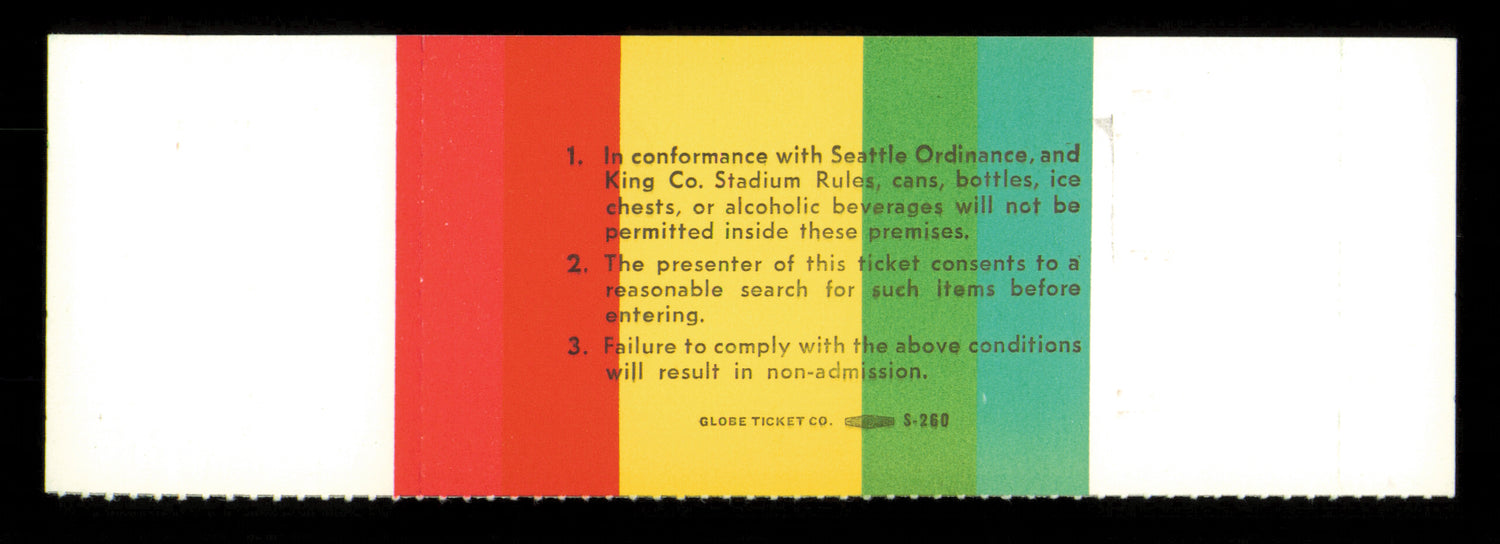 1. In conformance with Seattle Ordinance, and
King Co. Stadium Rules, cans, bottles, ice
chests, or alcoholic beverages will not be
permitted inside these premises.
2. The presenter of this ticket consents to a
reasonable search for such items before
entering.
3. Failure to comply with the above conditions
will result in non-admission.
GLOBE TICKET CO. S-260